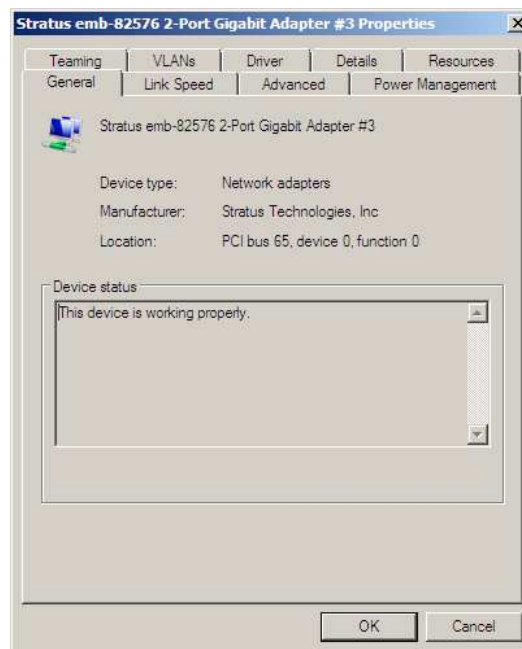 Stratus emb-82576 2-Port Gigabit Adapter #3 Properties
Teaming VLANs Driver Details Resources
General Link Speed Advanced Power Management
Stratus emb-82576 2-Port Gigabit Adapter #3
Device type: Network adapters
Manufacturer: Stratus Technologies, Inc
Location: PCI bus 65, device 0, function 0
Device status
This device is working properly.
OK Cancel